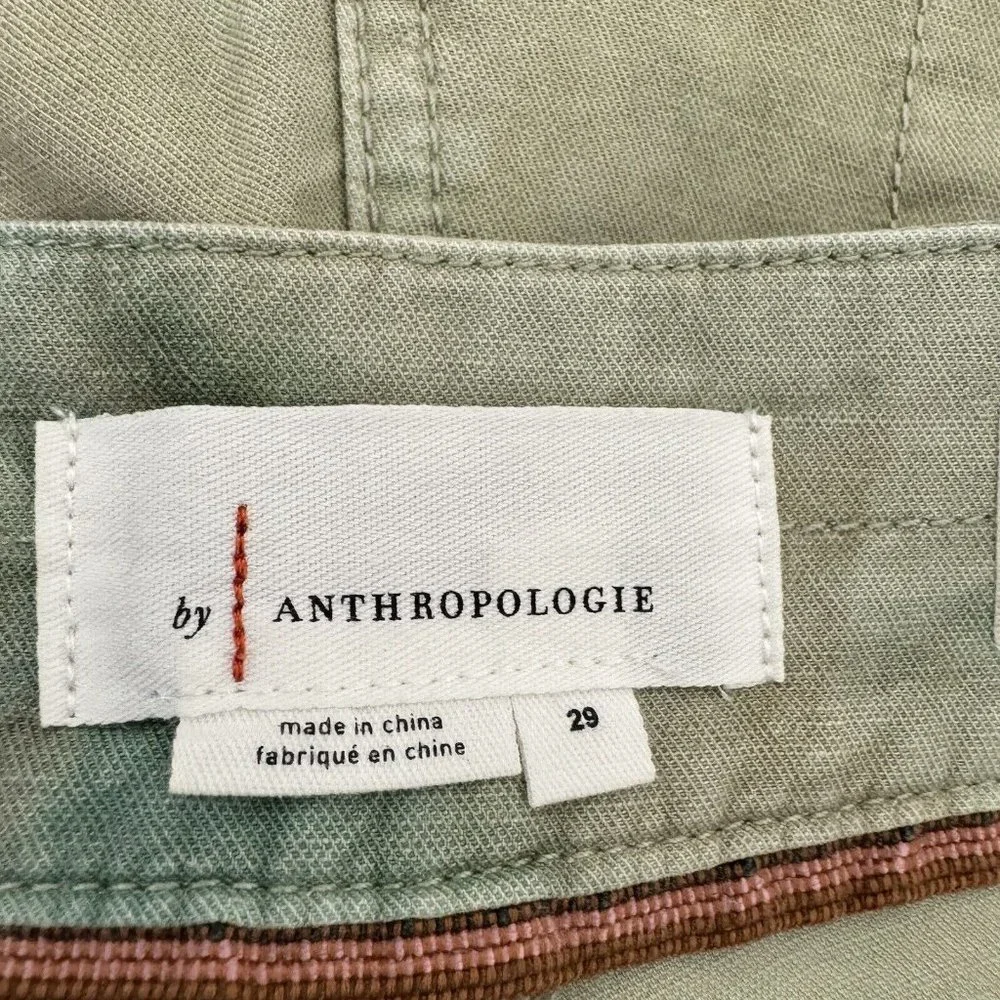 by ANTHROPOLOGIE
made in china
fabriqué en chine
29